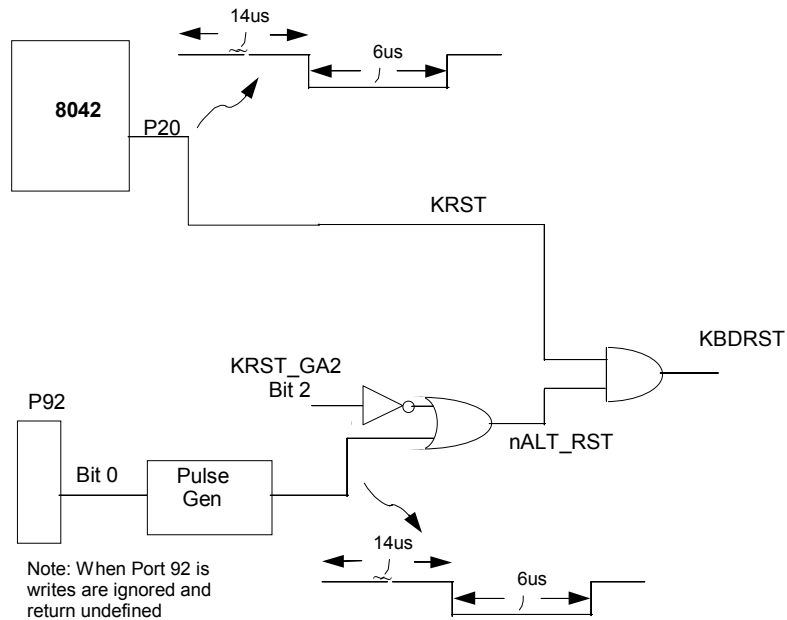 14us
6us
8042
P20
KRST
KBDRST
KRST_GA2
Bit 2
nALT_RST
P92
Bit 0
Pulse
Gen
14us
6us
Note: When Port 92 is
writes are ignored and
return undefined